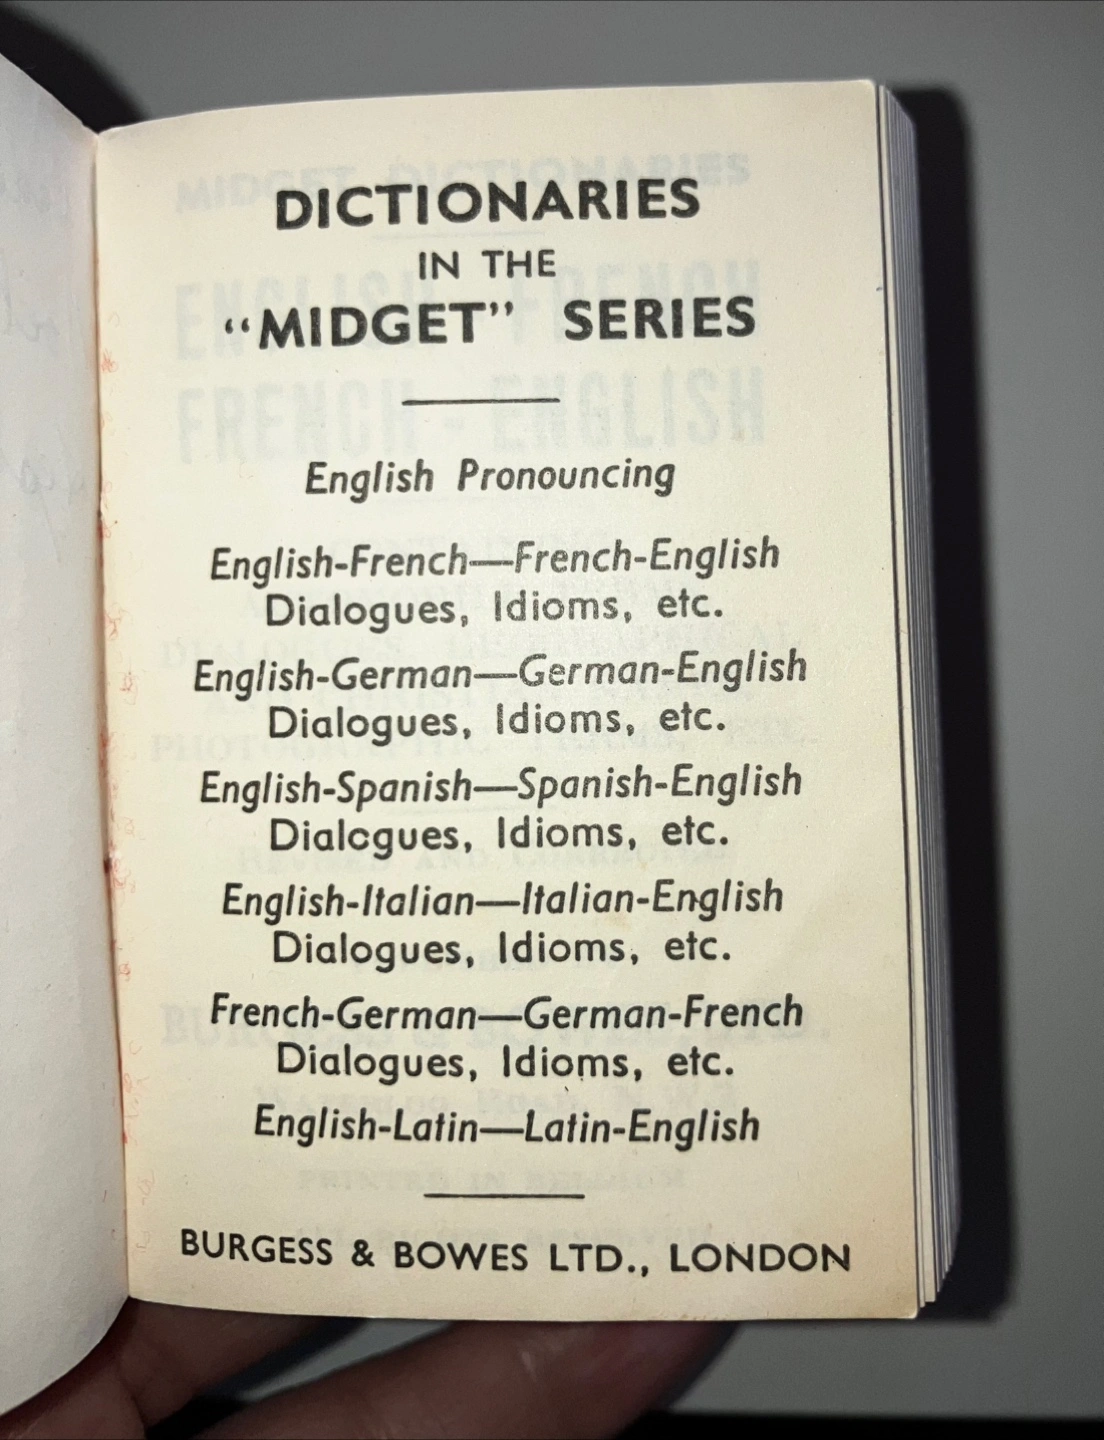 DICTIONARIES
IN THE
“MIDGET” SERIES
English Pronouncing
English-French—French-English
Dialogues, Idioms, etc.
English-German—German-English
Dialogues, Idioms, etc.
English-Spanish—Spanish-English
Dialcgues, Idioms, etc.
English-Italian—Italian-English
Dialogues, Idioms, etc.
French-German—German-French
Dialogues, Idioms, etc.
English-Latin—Latin-English
BURGESS & BOWES LTD., LONDON